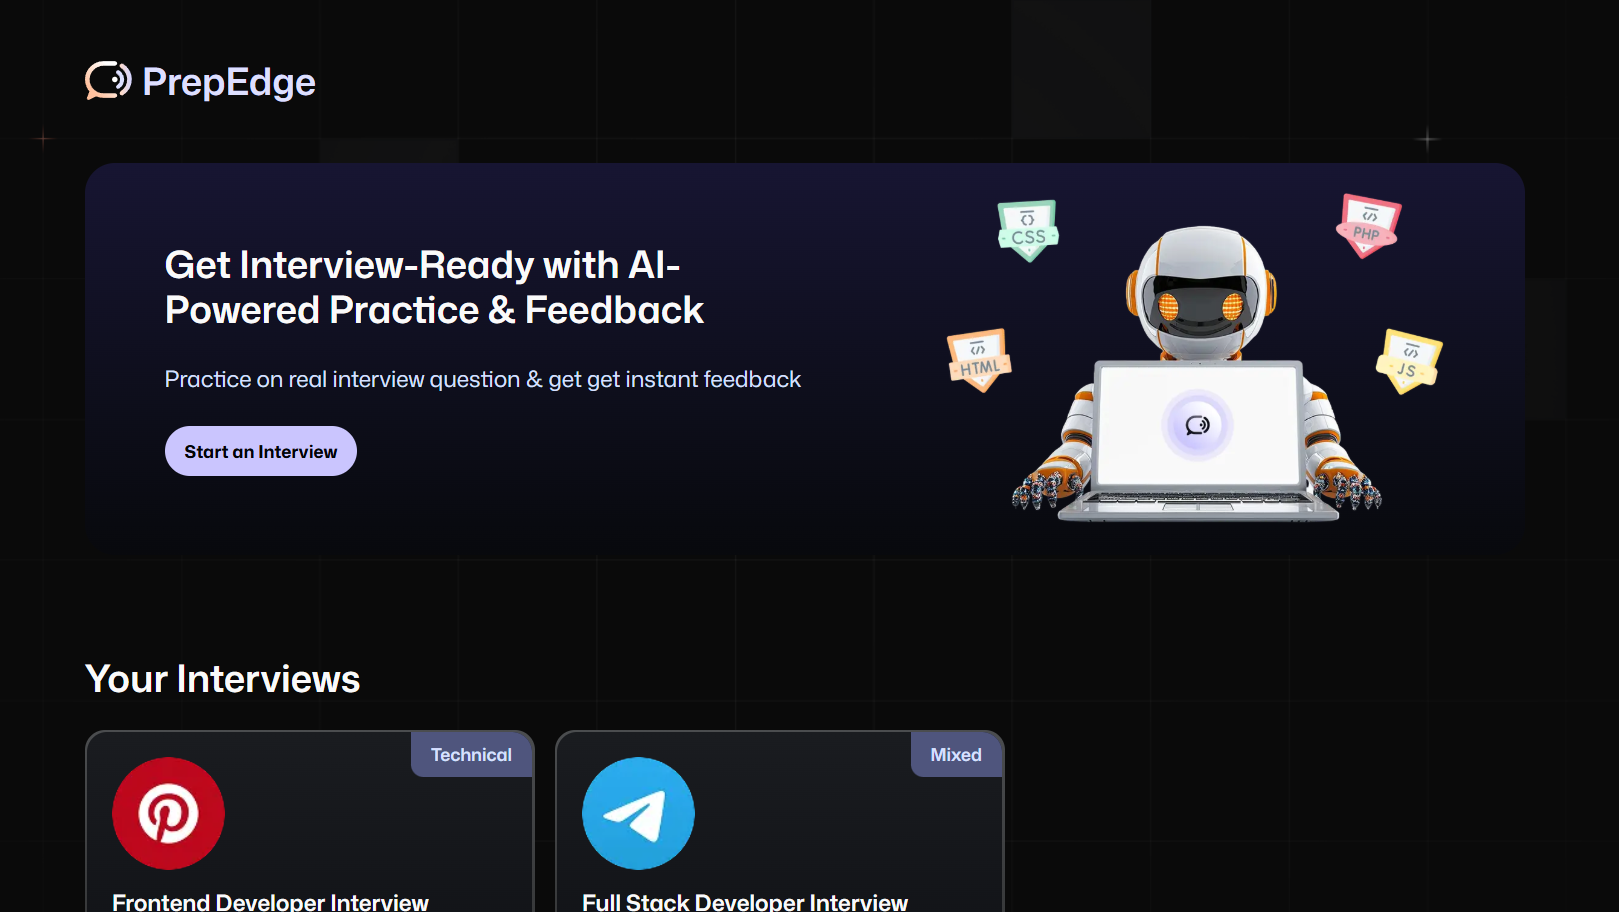 PrepEdge
Get Interview-Ready with AI-
Powered Practice & Feedback
Practice on real interview question & get get instant feedback
Start an Interview
CSS
PHP
HTML
JS
Your Interviews
Technical
Frontend Developer Interview
Mixed
Full Stack Developer Interview